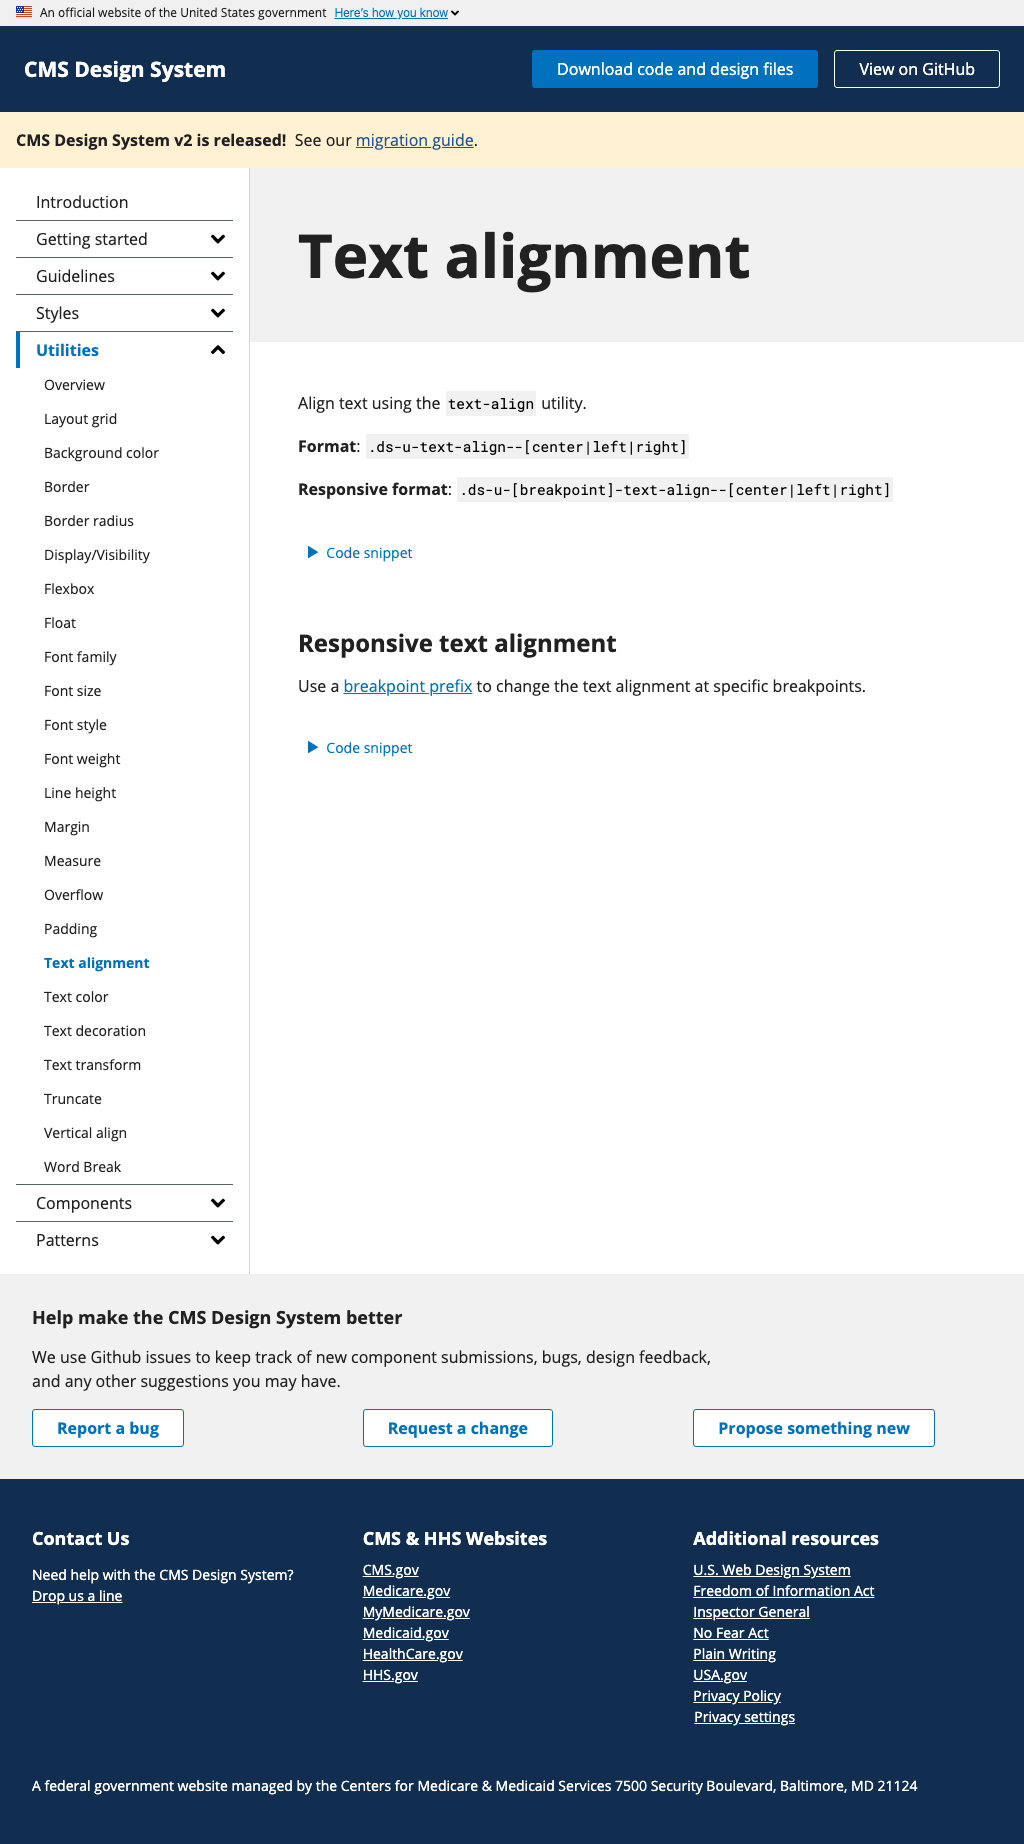 An official website of the United States government Here's how you know
CMS Design System
Download code and design files
View on GitHub
CMS Design System v2 is released! See our migration guide.
Introduction
Getting started
Guidelines
Styles
Utilities
Overview
Layout grid
Background color
Border
Border radius
Display/Visibility
Flexbox
Float
Font family
Font size
Font style
Font weight
Line height
Margin
Measure
Overflow
Padding
Text alignment
Text color
Text decoration
Text transform
Truncate
Vertical align
Word Break
Components
Patterns
Text alignment
Align text using the text-align utility.
Format: .ds-u-text-align--[center|left|right]
Responsive format: .ds-u-[breakpoint]-text-align--[center|left|right]
Code snippet
Responsive text alignment
Use a breakpoint prefix to change the text alignment at specific breakpoints.
Code snippet
Help make the CMS Design System better
We use Github issues to keep track of new component submissions, bugs, design feedback,
and any other suggestions you may have.
Report a bug
Request a change
Propose something new
Contact Us
Need help with the CMS Design System?
Drop us a line
CMS & HHS Websites
CMS.gov
Medicare.gov
MyMedicare.gov
Medicaid.gov
HealthCare.gov
HHS.gov
Additional resources
U.S. Web Design System
Freedom of Information Act
Inspector General
No Fear Act
Plain Writing
USA.gov
Privacy Policy
Privacy settings
A federal government website managed by the Centers for Medicare & Medicaid Services 7500 Security Boulevard, Baltimore, MD 21124